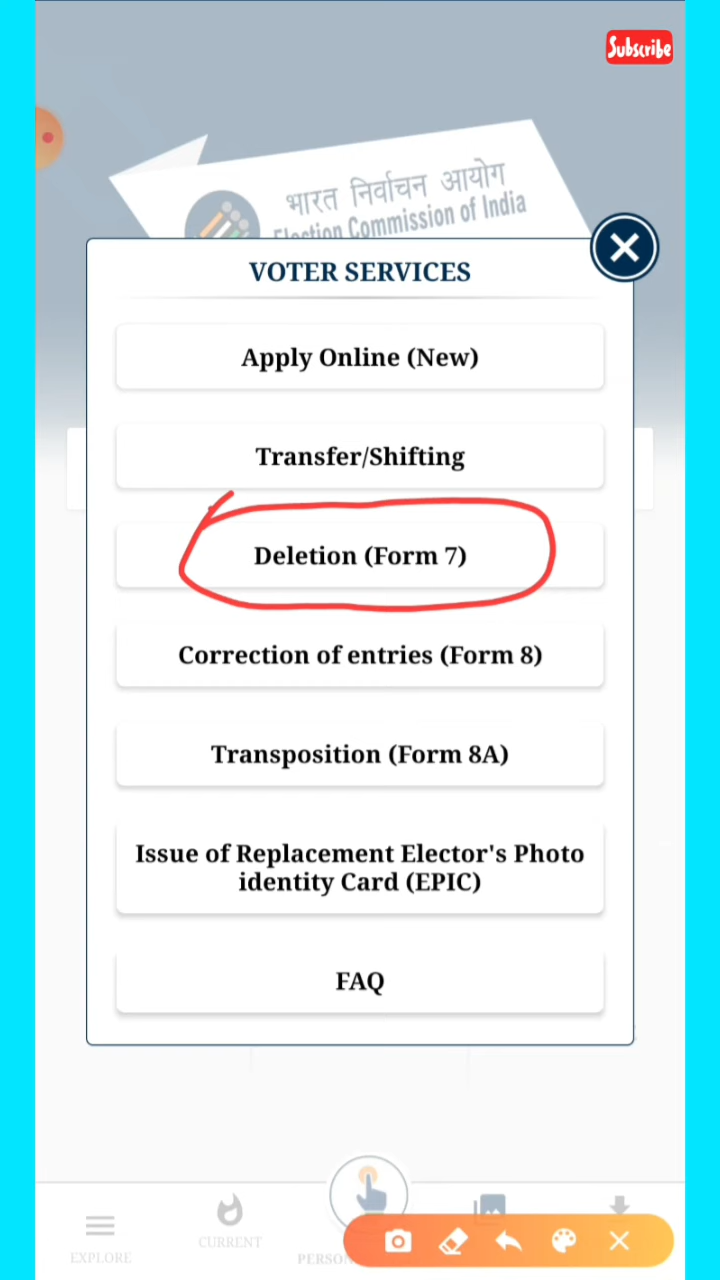 Subscribe
भारत निर्वाचन आयोग
Election Commission of India
VOTER SERVICES
Apply Online (New)
Transfer/Shifting
Deletion (Form 7)
Correction of entries (Form 8)
Transposition (Form 8A)
Issue of Replacement Elector's Photo
identity Card (EPIC)
FAQ
EXPLORE
CURRENT